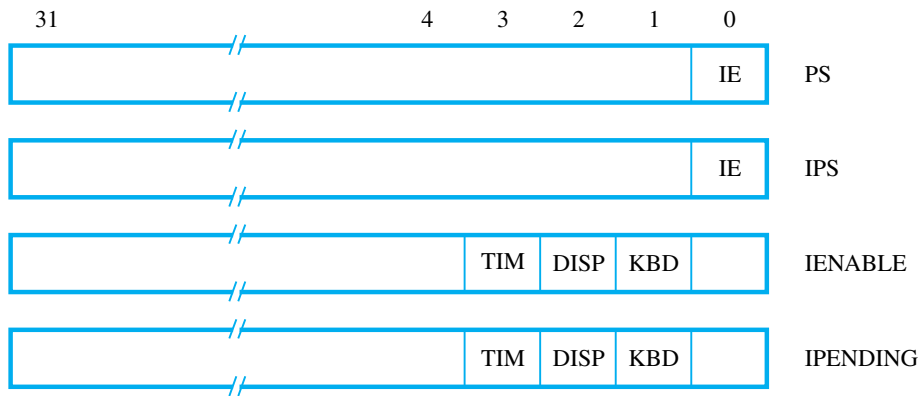 31 4 3 2 1 0
IE PS
IE IPS
TIM DISP KBD IENABLE
TIM DISP KBD IPENDING